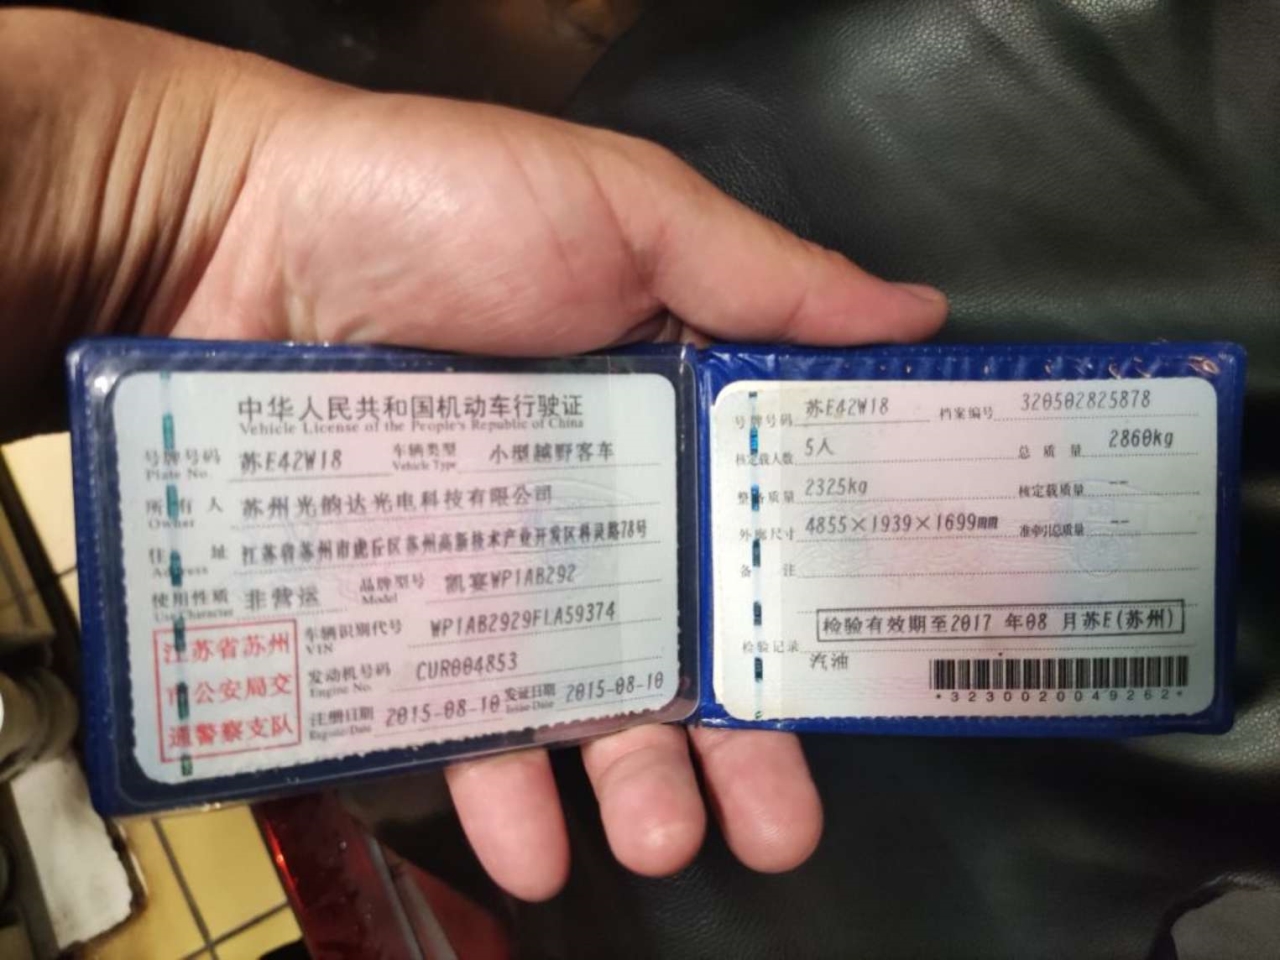 中华人民共和国机动车行驶证
Vehicle License of the People's Republic of China
号牌号码 苏E42W18 车辆类型 小型越野客车
Plate No. Vehicle Type
所有人 苏州光韵达光电科技有限公司
Owner
住址 江苏省苏州市虎丘区苏州高新技术产业开发区科灵路78号
Address
使用性质 非营运 品牌型号 凯宴WP1AB292
Use Character Model
江苏省苏州
市公安局交
通警察支队
车辆识别代号 WP1AB2929FLA59374
VIN
发动机号码 CUR004853
Engine No.
注册日期 2015-08-10 发证日期 2015-08-10
Register Date Issue Date
号牌号码 苏E42W18 档案编号 320502825878
核定载人数 5人 总质量 2860kg
整备质量 2325kg 核定载质量 --
外廓尺寸 4855×1939×1699mm 准牵引总质量 --
备注
检验有效期至2017 年08 月苏E(苏州)
检验记录
汽油
*3230020049262*